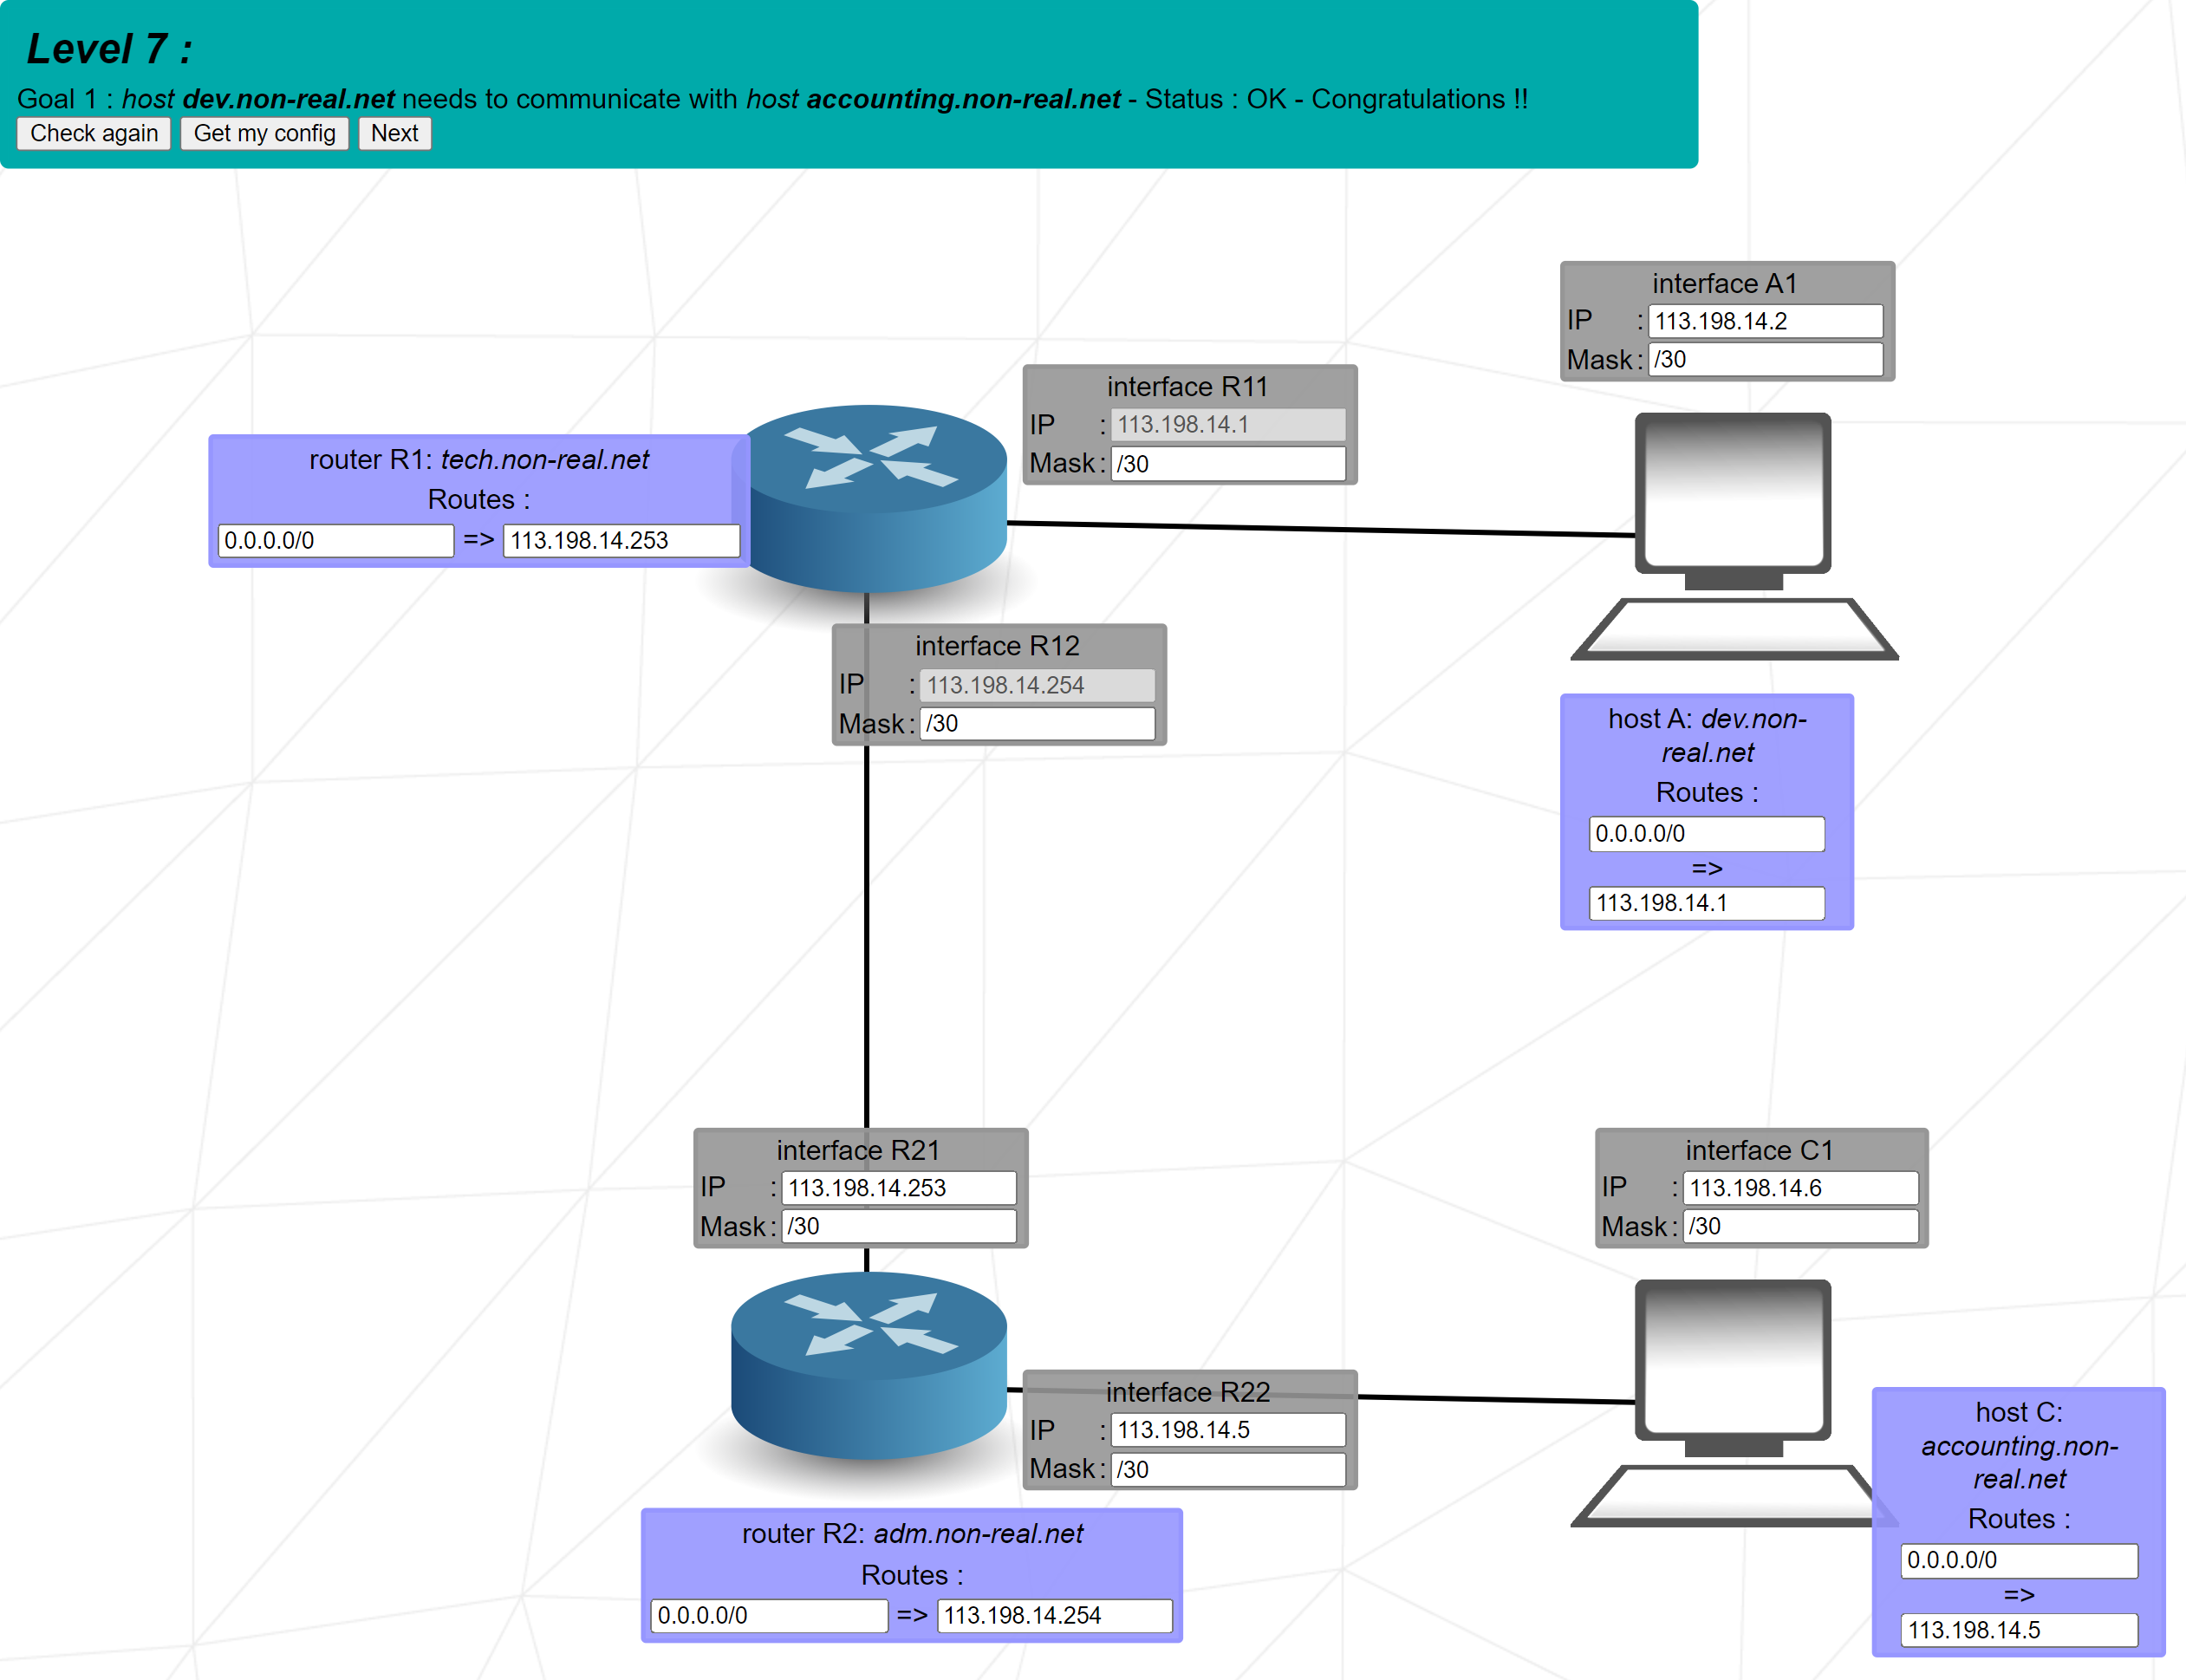 Level 7 :
Goal 1 : host dev.non-real.net needs to communicate with host accounting.non-real.net - Status : OK - Congratulations !!
Check again Get my config Next
interface A1
IP : 113.198.14.2
Mask : /30
interface R11
IP : 113.198.14.1
Mask : /30
router R1: tech.non-real.net
Routes :
0.0.0.0/0 => 113.198.14.253
interface R12
IP : 113.198.14.254
Mask : /30
host A: dev.non-
real.net
Routes :
0.0.0.0/0
=>
113.198.14.1
interface R21
IP : 113.198.14.253
Mask : /30
interface C1
IP : 113.198.14.6
Mask : /30
interface R22
IP : 113.198.14.5
Mask : /30
host C:
accounting.non-
real.net
Routes :
0.0.0.0/0
=>
113.198.14.5
router R2: adm.non-real.net
Routes :
0.0.0.0/0 => 113.198.14.254